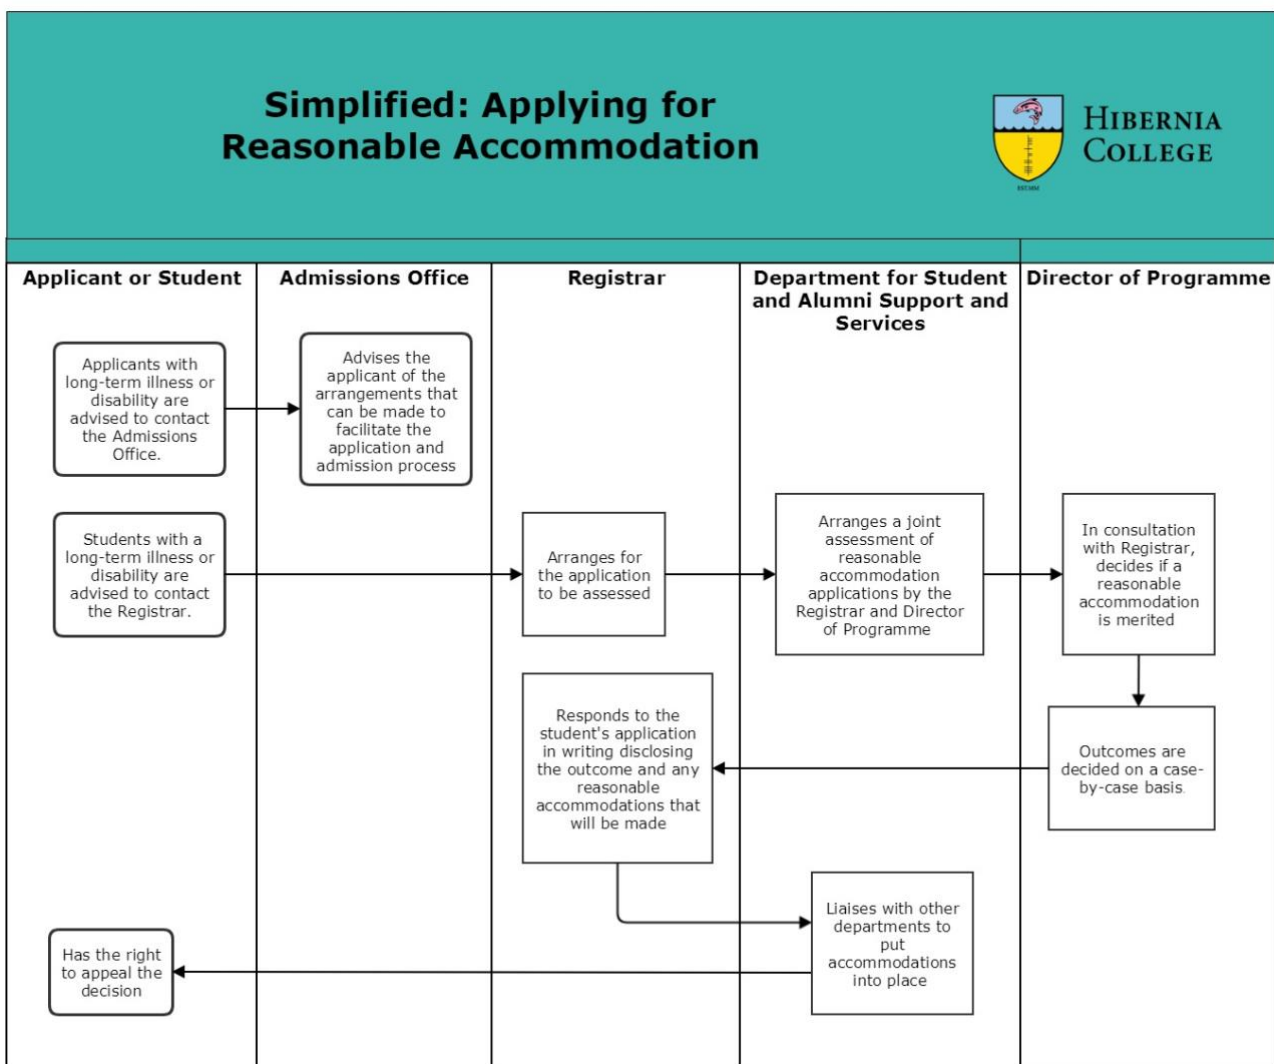 Simplified: Applying for
Reasonable Accommodation
HIBERNIA
COLLEGE
Applicant or Student
Admissions Office
Registrar
Department for Student
and Alumni Support and
Services
Director of Programme
Applicants with
long-term illness or
disability are
advised to contact
the Admissions
Office.
Advises the
applicant of the
arrangements that
can be made to
facilitate the
application and
admission process
Students with a
long-term illness or
disability are
advised to contact
the Registrar.
Arranges for
the application
to be assessed
Arranges a joint
assessment of
reasonable
accommodation
applications by the
Registrar and Director
of Programme
In consultation
with Registrar,
decides if a
reasonable
accommodation
is merited
Responds to the
student's application
in writing disclosing
the outcome and any
reasonable
accommodations that
will be made
Outcomes are
decided on a case-
by-case basis.
Liaises with other
departments to
put
accommodations
into place
Has the right
to appeal the
decision